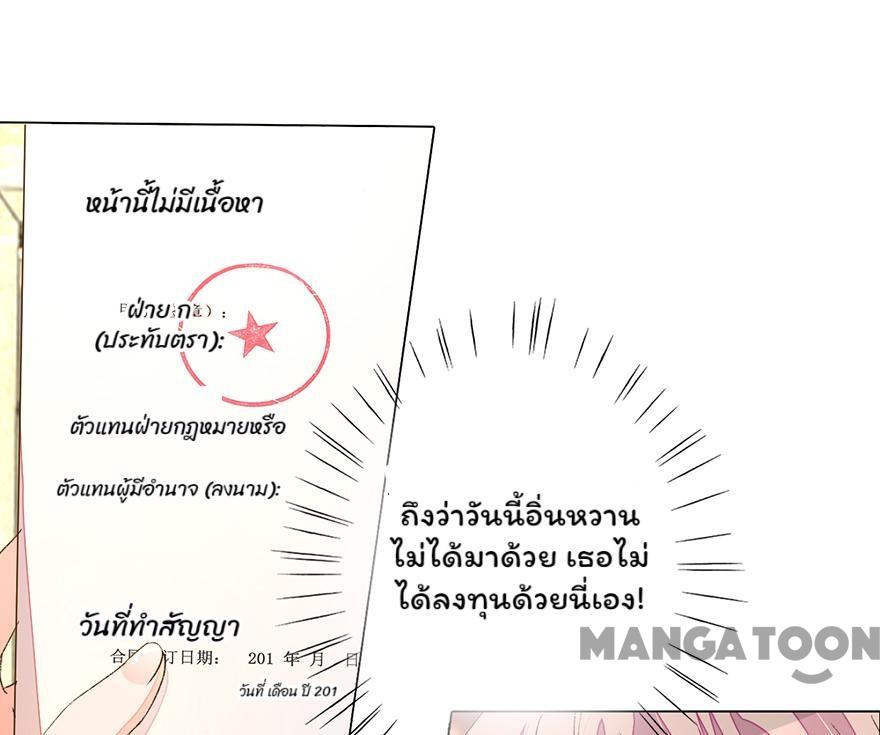 หน้านี้ไม่มีเนื้อหา
ฝ่าย ก
(ประทับตรา):
ตัวแทนฝ่ายกฎหมายหรือ
ตัวแทนผู้มีอำนาจ (ลงนาม):
วันที่ทำสัญญา
合 订日期: 201 年 月 日
วันที่ เดือน ปี 201
ถึงว่าวันนี้อิ่นหวาน
ไม่ได้มาด้วย เธอไม่
ได้ลงทุนด้วยนี่เอง!
MANGATOON